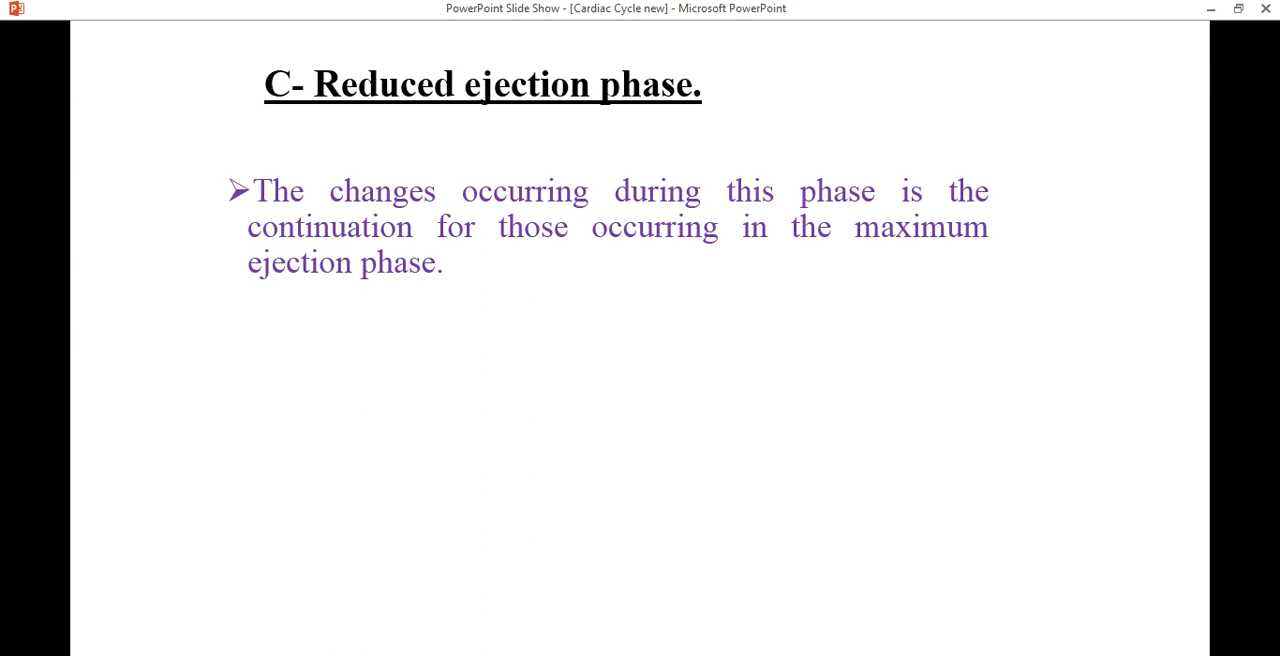 PowerPoint Slide Show - [Cardiac Cycle new] - Microsoft PowerPoint
C- Reduced ejection phase.
➢The changes occurring during this phase is the
continuation for those occurring in the maximum
ejection phase.